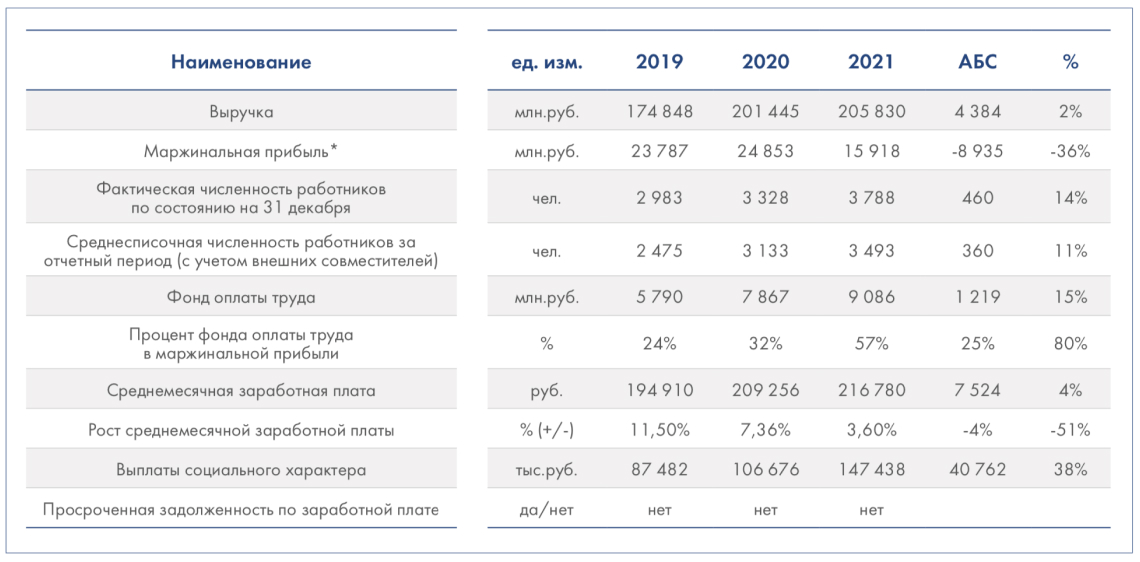 Наименование ед. изм. 2019 2020 2021 АБС %
Выручка млн.руб. 174 848 201 445 205 830 4 384 2%
Маржинальная прибыль* млн.руб. 23 787 24 853 15 918 -8 935 -36%
Фактическая численность работников
по состоянию на 31 декабря чел. 2 983 3 328 3 788 460 14%
Среднесписочная численность работников за
отчетный период (с учетом внешних совместителей) чел. 2 475 3 133 3 493 360 11%
Фонд оплаты труда млн.руб. 5 790 7 867 9 086 1 219 15%
Процент фонда оплаты труда
в маржинальной прибыли % 24% 32% 57% 25% 80%
Среднемесячная заработная плата руб. 194 910 209 256 216 780 7 524 4%
Рост среднемесячной заработной платы % (+/-) 11,50% 7,36% 3,60% -4% -51%
Выплаты социального характера тыс.руб. 87 482 106 676 147 438 40 762 38%
Просроченная задолженность по заработной плате да/нет нет нет нет